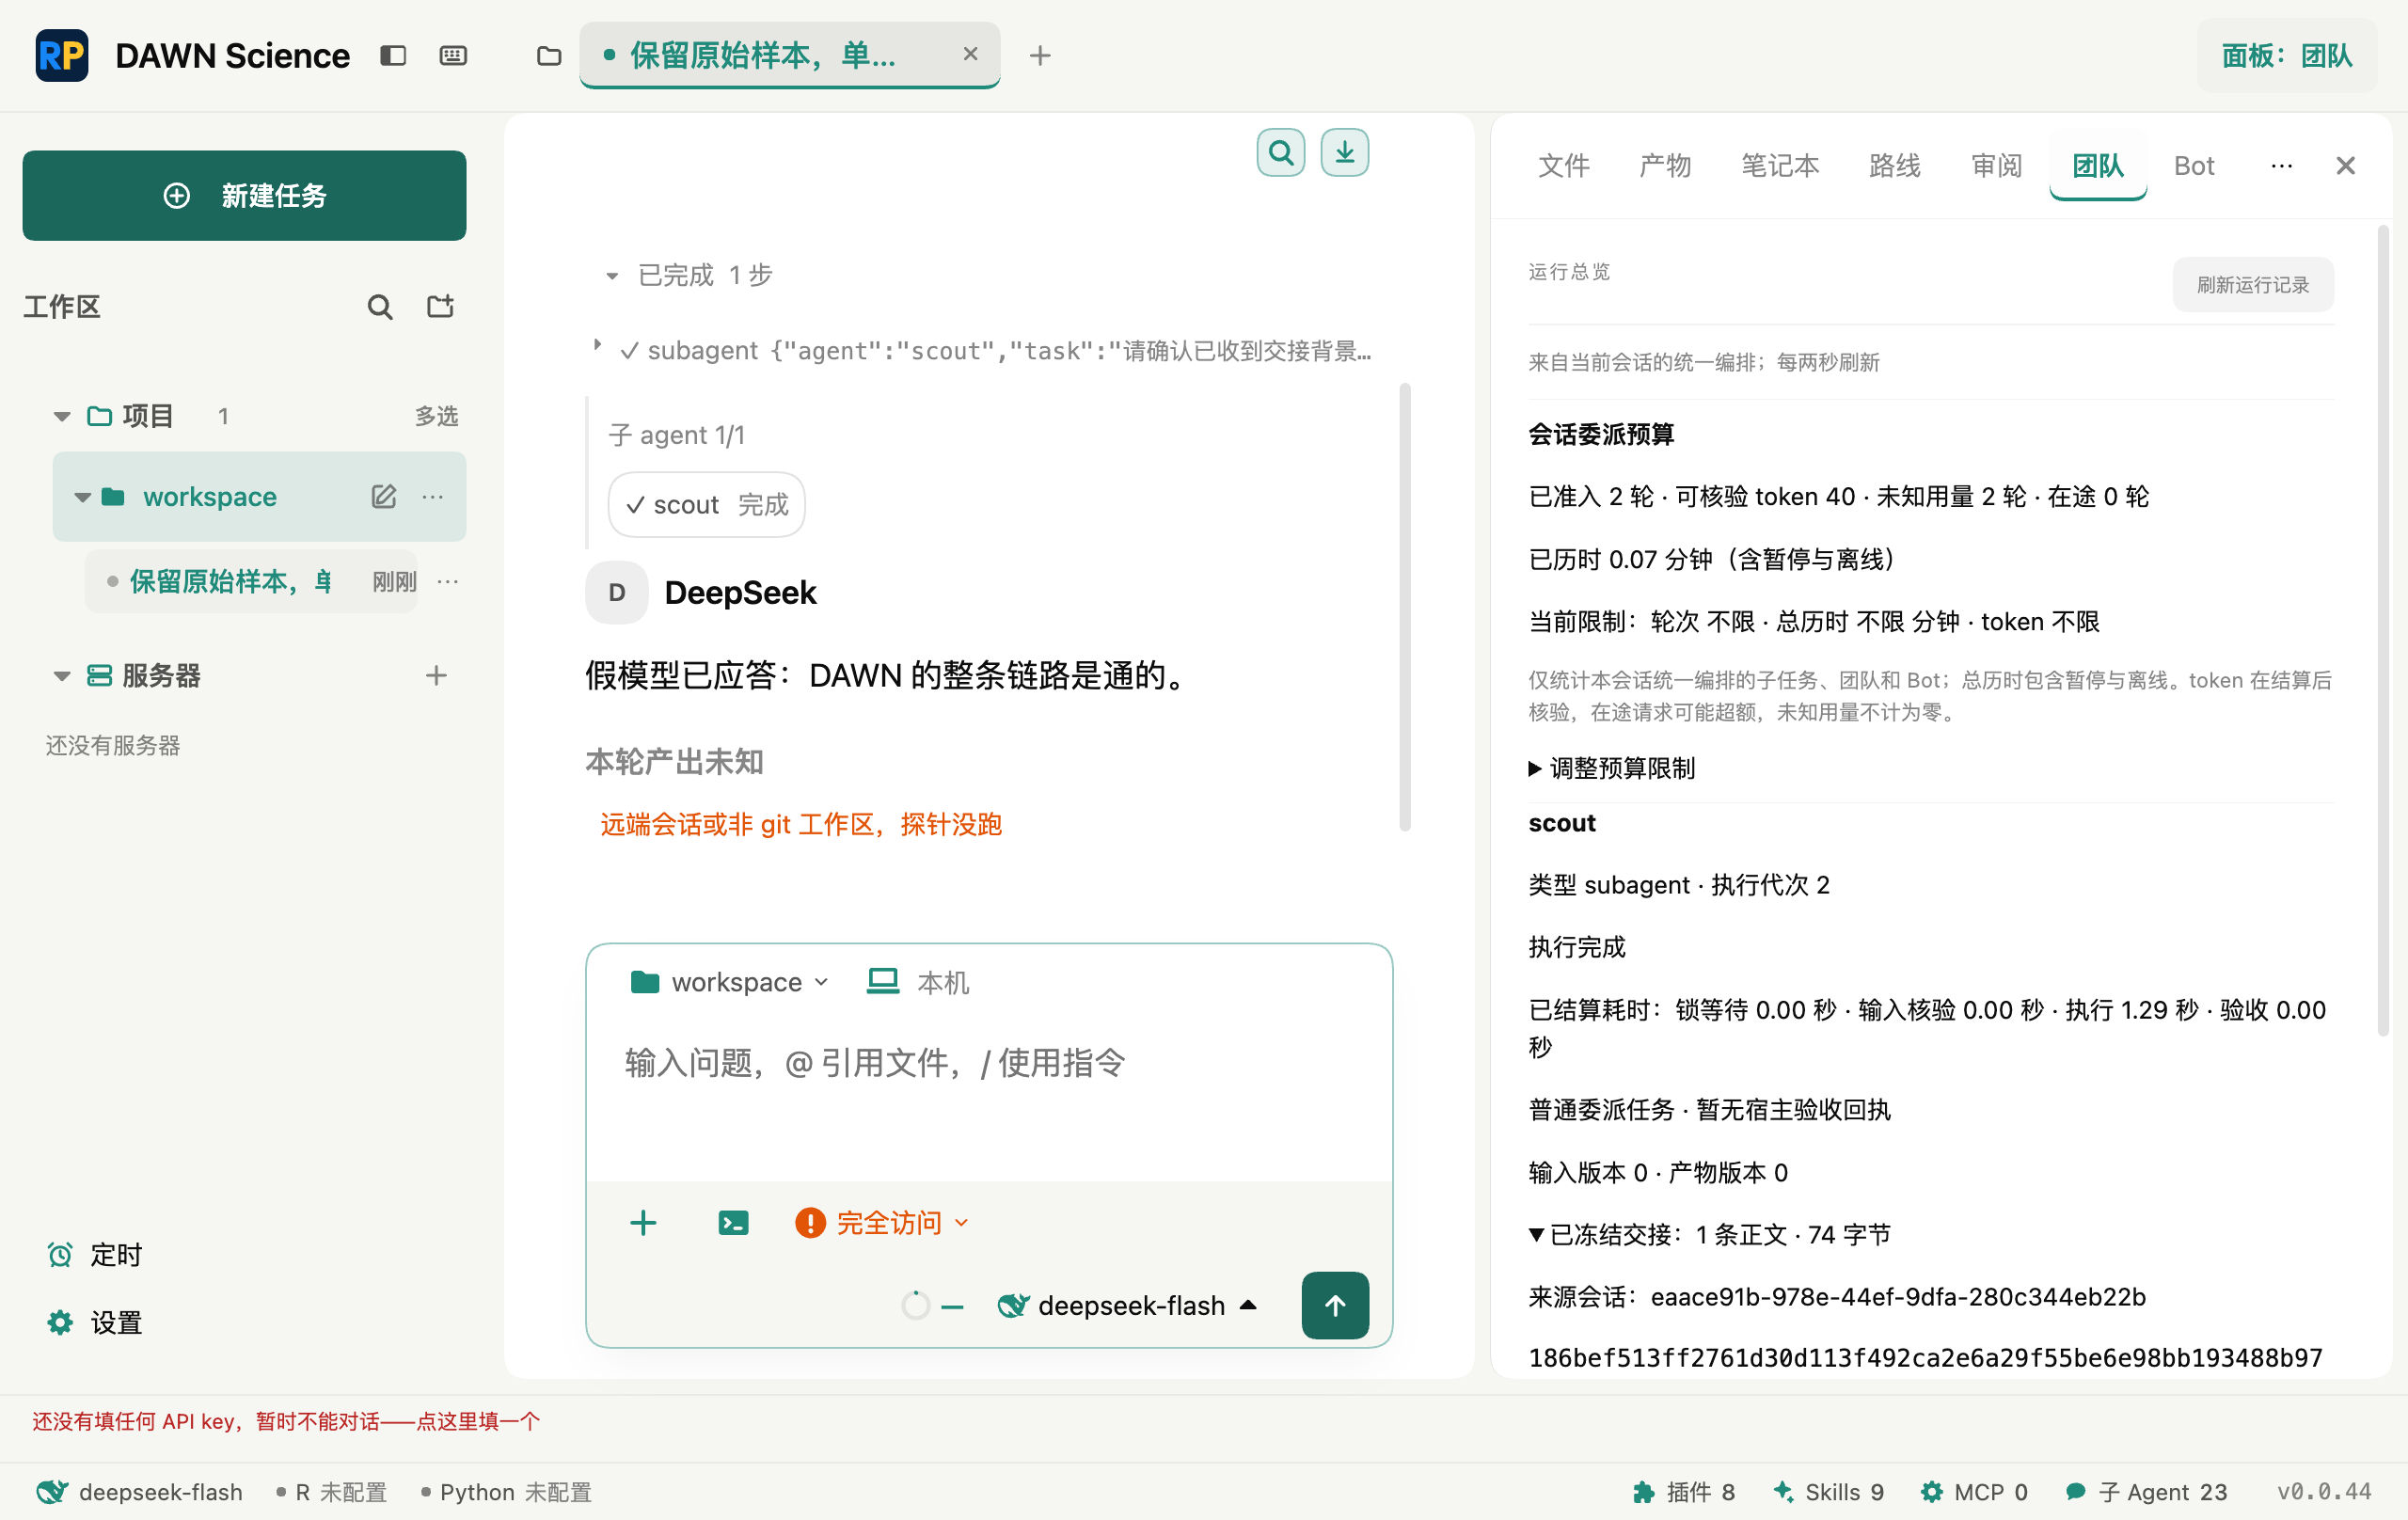 RP DAWN Science
保留原始样本，单...
面板：团队
新建任务
工作区
项目 1 多选
workspace
保留原始样本， 刚刚
服务器
还没有服务器
定时
设置
已完成 1 步
subagent {"agent":"scout","task":"请确认已收到交接背景…
子 agent 1/1
scout 完成
D DeepSeek
假模型已应答：DAWN 的整条链路是通的。
本轮产出未知
远端会话或非 git 工作区，探针没跑
workspace 本机
输入问题，@ 引用文件，/ 使用指令
完全访问
deepseek-flash
文件 产物 笔记本 路线 审阅 团队 Bot
运行总览
刷新运行记录
来自当前会话的统一编排；每两秒刷新
会话委派预算
已准入 2 轮 · 可核验 token 40 · 未知用量 2 轮 · 在途 0 轮
已历时 0.07 分钟（含暂停与离线）
当前限制：轮次 不限 · 总历时 不限 分钟 · token 不限
仅统计本会话统一编排的子任务、团队和 Bot；总历时包含暂停与离线。token 在结算后
核验，在途请求可能超额，未知用量不计为零。
调整预算限制
scout
类型 subagent · 执行代次 2
执行完成
已结算耗时：锁等待 0.00 秒 · 输入核验 0.00 秒 · 执行 1.29 秒 · 验收 0.00
秒
普通委派任务 · 暂无宿主验收回执
输入版本 0 · 产物版本 0
已冻结交接：1 条正文 · 74 字节
来源会话：eaace91b-978e-44ef-9dfa-280c344eb22b
186bef513ff2761d30d113f492ca2e6a29f55be6e98bb193488b97
还没有填任何 API key，暂时不能对话——点这里填一个
deepseek-flash R 未配置 Python 未配置
插件 8 Skills 9 MCP 0 子 Agent 23 v0.0.44